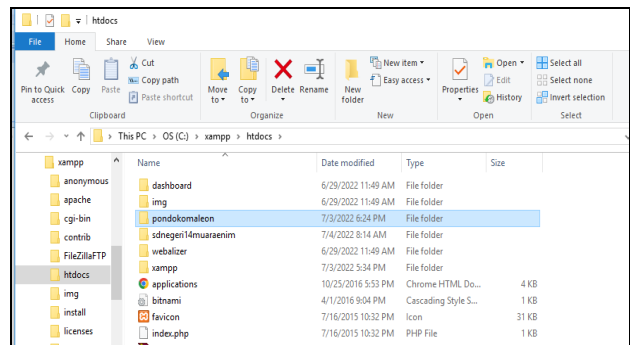 htdocs
File Home Share View
Pin to Quick access
Copy
Paste
Cut
Copy path
Paste shortcut
Clipboard
Move to
Copy to
Delete
Rename
Organize
New folder
New item
Easy access
New
Properties
Open
Edit
History
Open
Select all
Select none
Invert selection
Select
This PC > OS (C:) > xampp > htdocs >
xampp
anonymous
apache
cgi-bin
contrib
FileZillaFTP
htdocs
img
install
licenses
Name Date modified Type Size
dashboard 6/29/2022 11:49 AM File folder
img 6/29/2022 11:49 AM File folder
pondokomaleon 7/3/2022 6:24 PM File folder
sdnegeri14muaraenim 7/4/2022 8:14 AM File folder
webalizer 6/29/2022 11:49 AM File folder
xampp 7/3/2022 5:34 PM File folder
applications 10/25/2016 5:53 PM Chrome HTML Do... 4 KB
bitnami 4/1/2016 9:04 PM Cascading Style S... 1 KB
favicon 7/16/2015 10:32 PM Icon 31 KB
index.php 7/16/2015 10:32 PM PHP File 1 KB